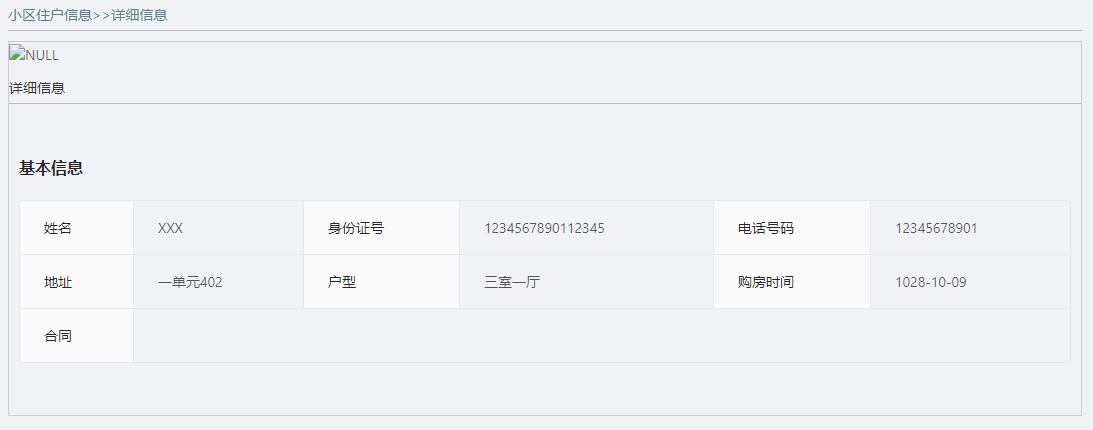 小区住户信息>>详细信息
NULL
详细信息
基本信息
姓名 XXX 身份证号 1234567890112345 电话号码 12345678901
地址 一单元402 户型 三室一厅 购房时间 1028-10-09
合同